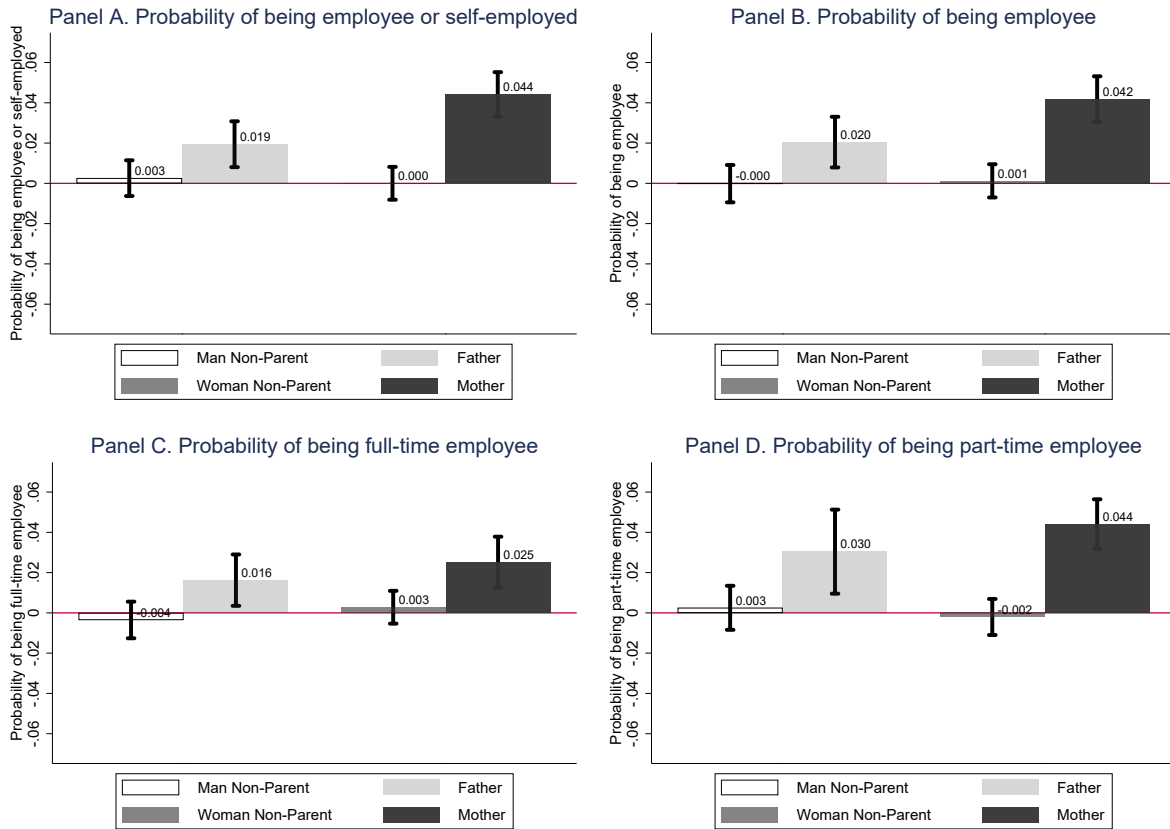 Panel A. Probability of being employee or self-employed
Probability of being employee or self-employed
.06
.04
.02
0
-.02
-.04
-.06
0.003
0.019
0.000
0.044
Man Non-Parent Father
Woman Non-Parent Mother
Panel B. Probability of being employee
Probability of being employee
.06
.04
.02
0
-.02
-.04
-.06
-0.000
0.020
0.001
0.042
Man Non-Parent Father
Woman Non-Parent Mother
Panel C. Probability of being full-time employee
Probability of being full-time employee
.06
.04
.02
0
-.02
-.04
-.06
-0.004
0.016
0.003
0.025
Man Non-Parent Father
Woman Non-Parent Mother
Panel D. Probability of being part-time employee
Probability of being part-time employee
.06
.04
.02
0
-.02
-.04
-.06
0.003
0.030
-0.002
0.044
Man Non-Parent Father
Woman Non-Parent Mother